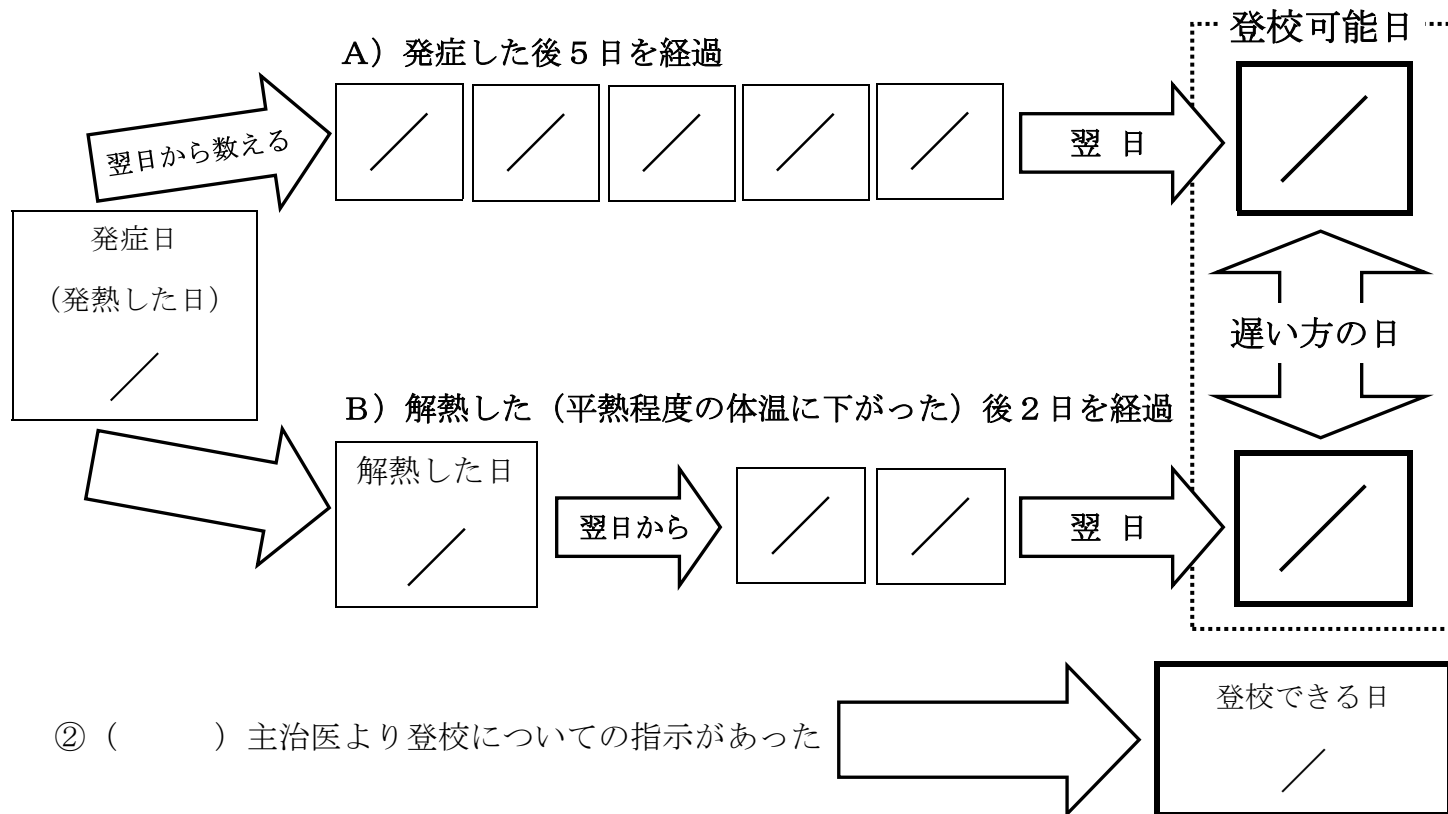 登校可能日
A）発症した後５日を経過
翌日から数える
／ ／ ／ ／ ／
翌 日
／
発症日
（発熱した日）
／
遅い方の日
B）解熱した（平熱程度の体温に下がった）後２日を経過
解熱した日
／
翌日から
／ ／
翌 日
／
②（　　　）主治医より登校についての指示があった
登校できる日
／